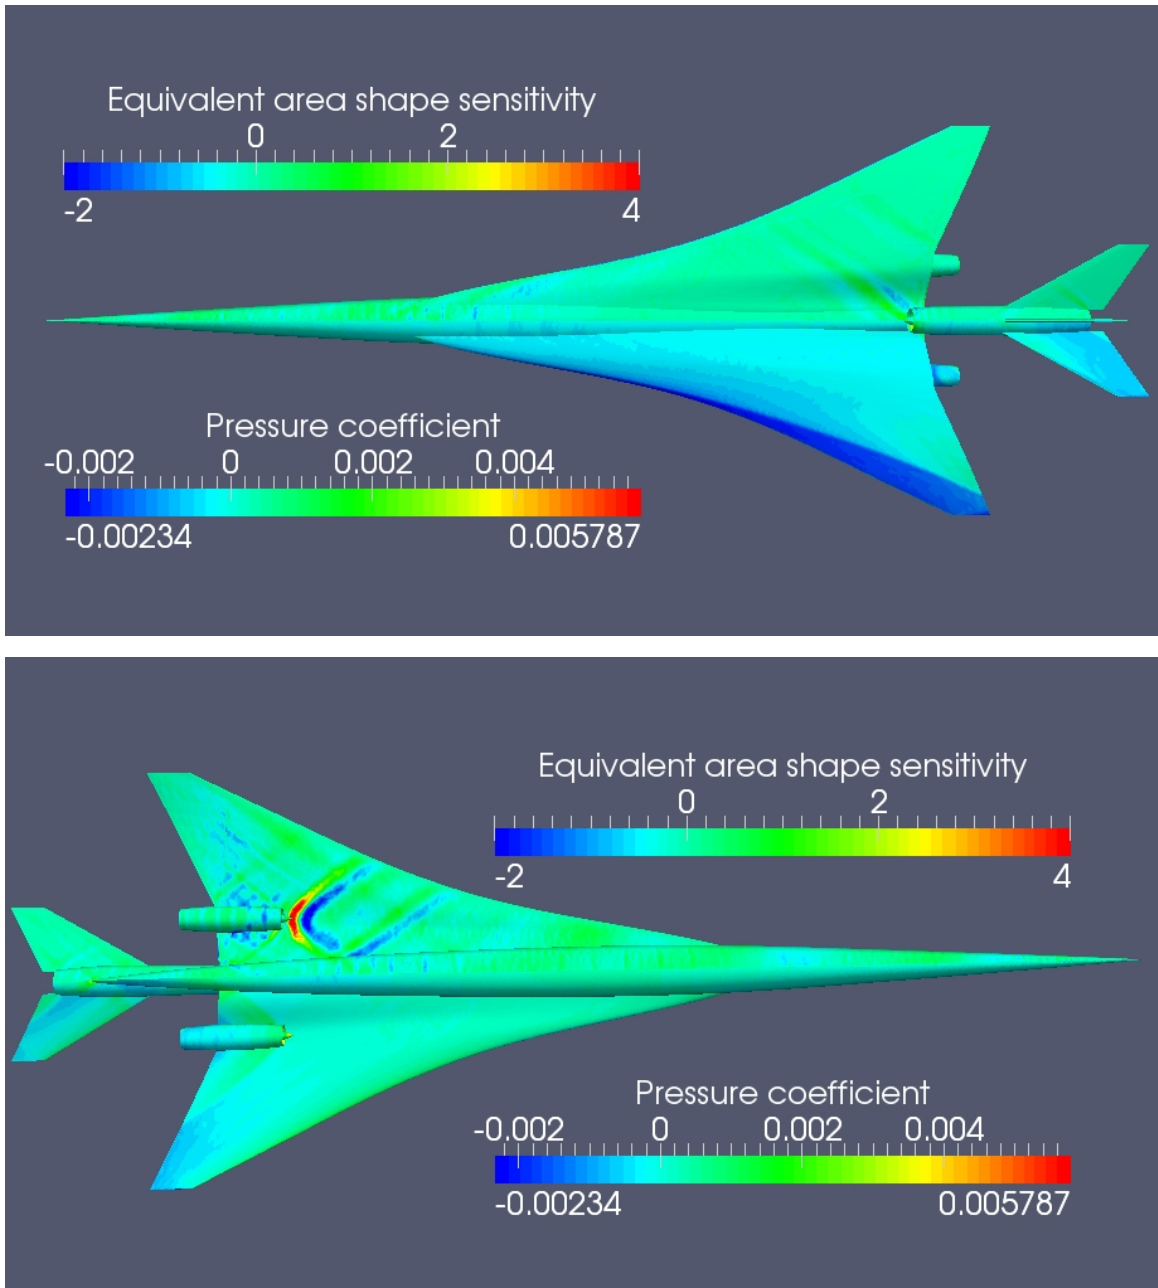 Equivalent area shape sensitivity
0 2
-2 4
Pressure coefficient
-0.002 0 0.002 0.004
-0.00234 0.005787
Equivalent area shape sensitivity
0 2
-2 4
Pressure coefficient
-0.002 0 0.002 0.004
-0.00234 0.005787